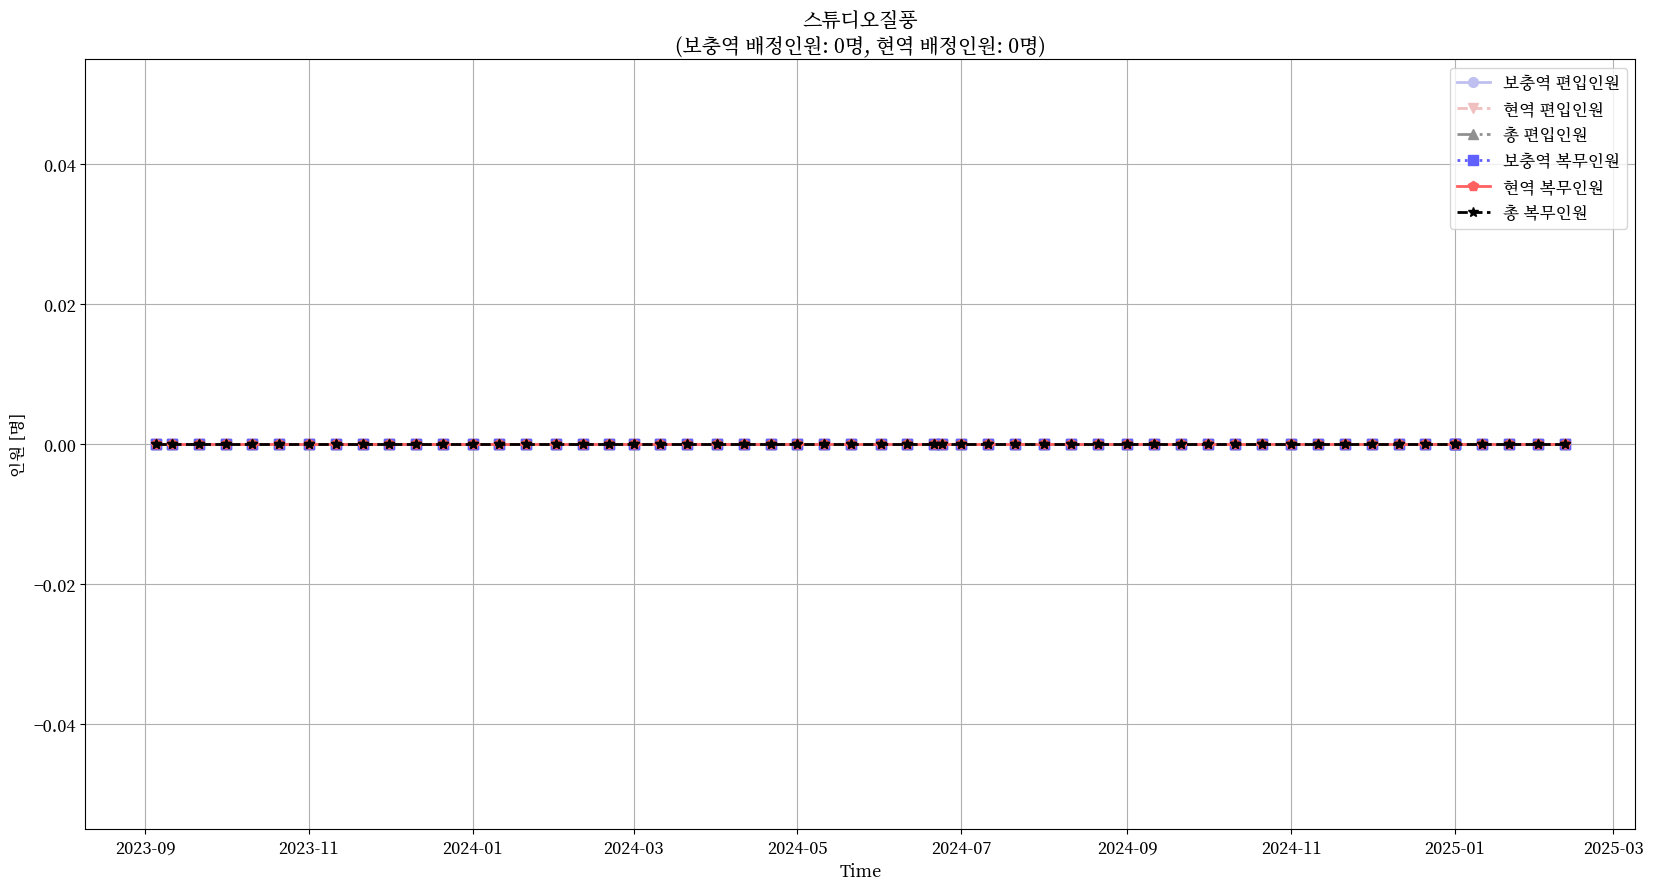 스튜디오질풍
(보충역 배정인원: 0명, 현역 배정인원: 0명)
보충역 편입인원
현역 편입인원
총 편입인원
보충역 복무인원
현역 복무인원
총 복무인원
0.04
0.02
0.00
−0.02
−0.04
인원 [명]
2023-09 2023-11 2024-01 2024-03 2024-05 2024-07 2024-09 2024-11 2025-01 2025-03
Time